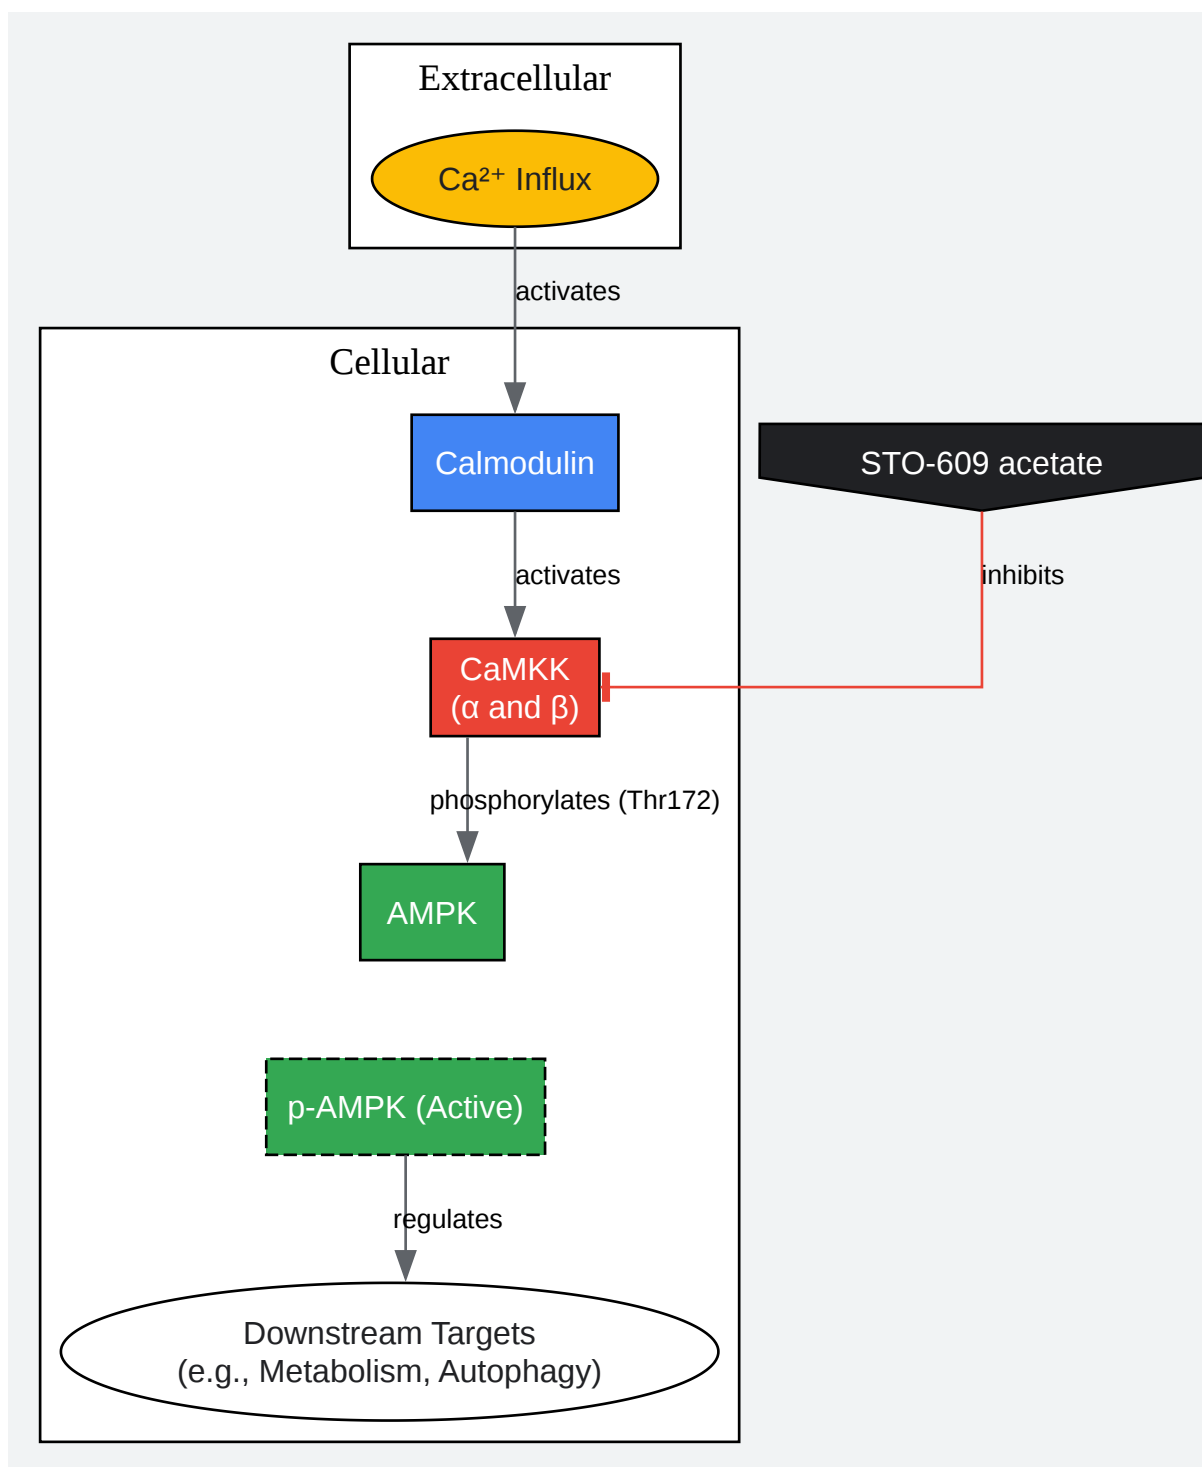 Extracellular
Ca²⁺ Influx
activates
Cellular
Calmodulin
STO-609 acetate
activates
inhibits
CaMKK
(α and β)
phosphorylates (Thr172)
AMPK
p-AMPK (Active)
regulates
Downstream Targets
(e.g., Metabolism, Autophagy)